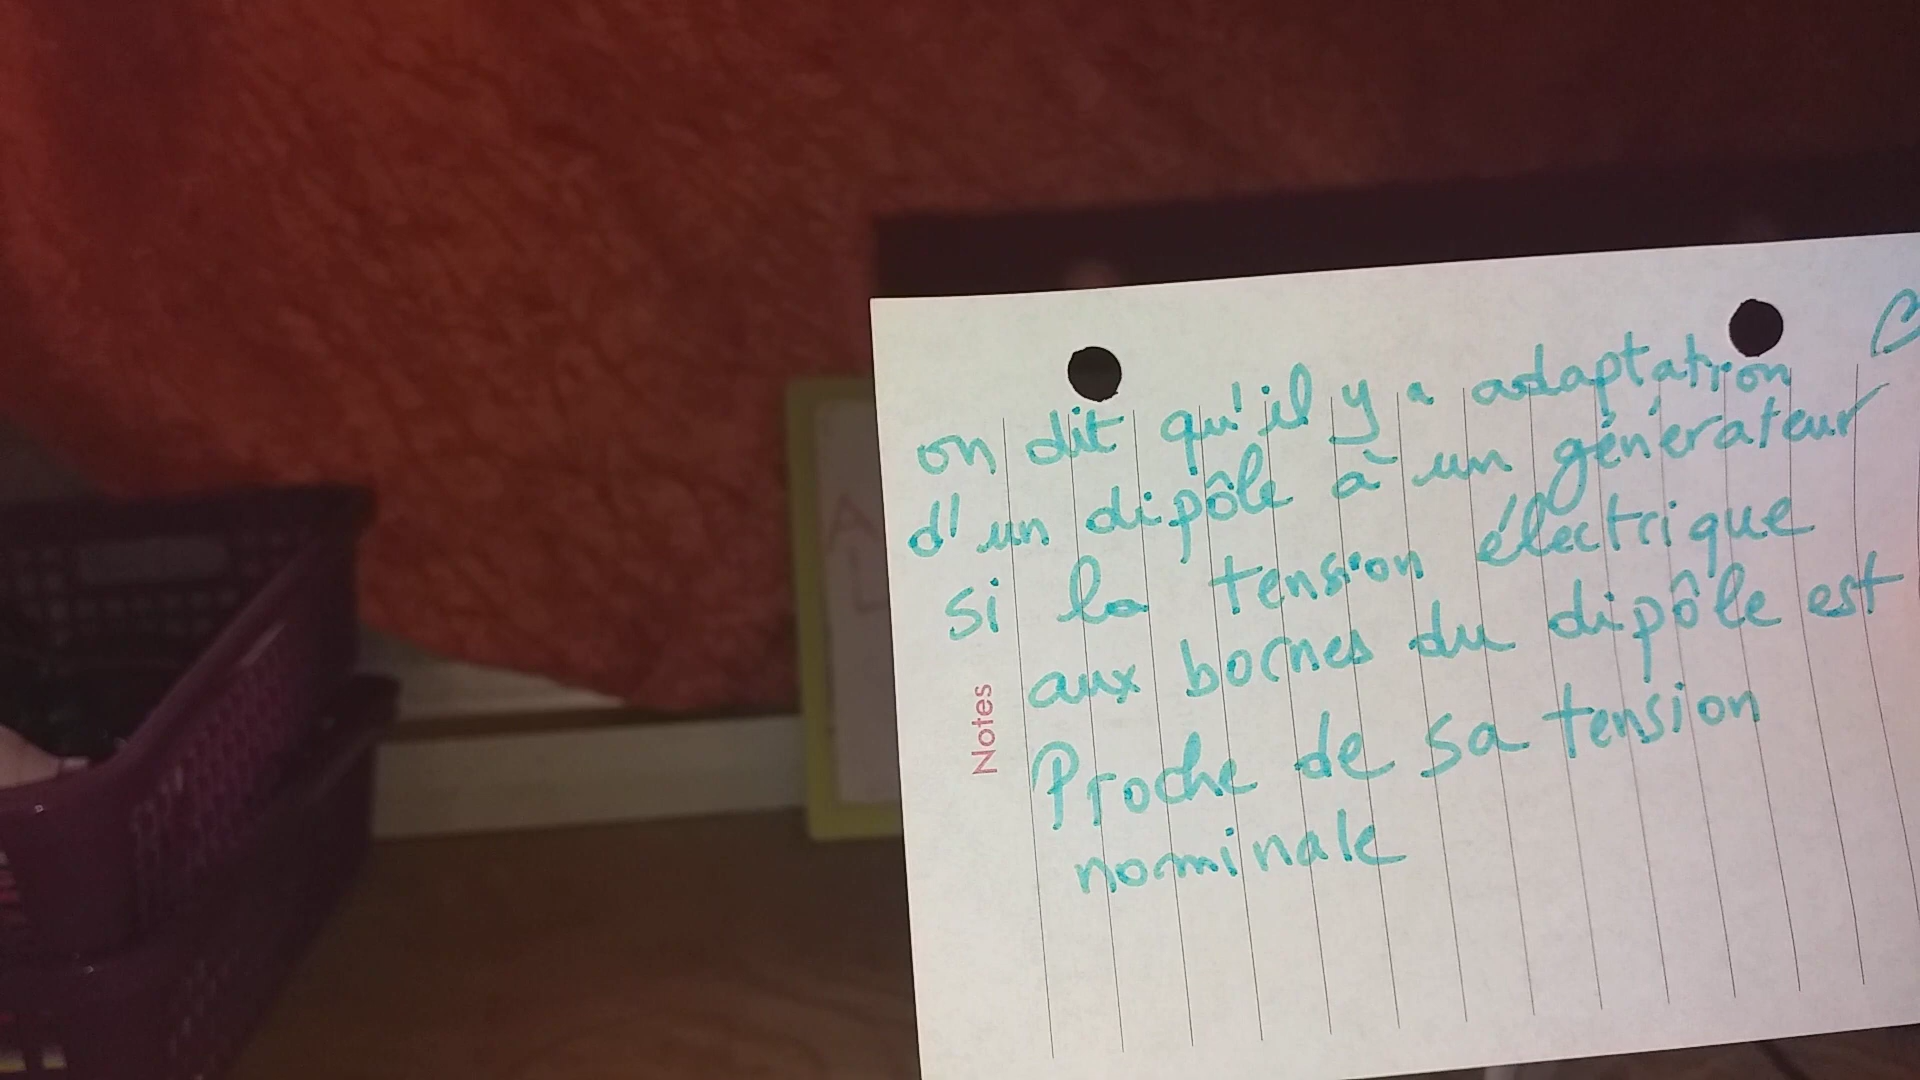 on dit qu'il y a adaptation
d'un dipôle à un générateur
si la tension électrique
aux bornes du dipôle est
Proche de sa tension
nominale
Notes